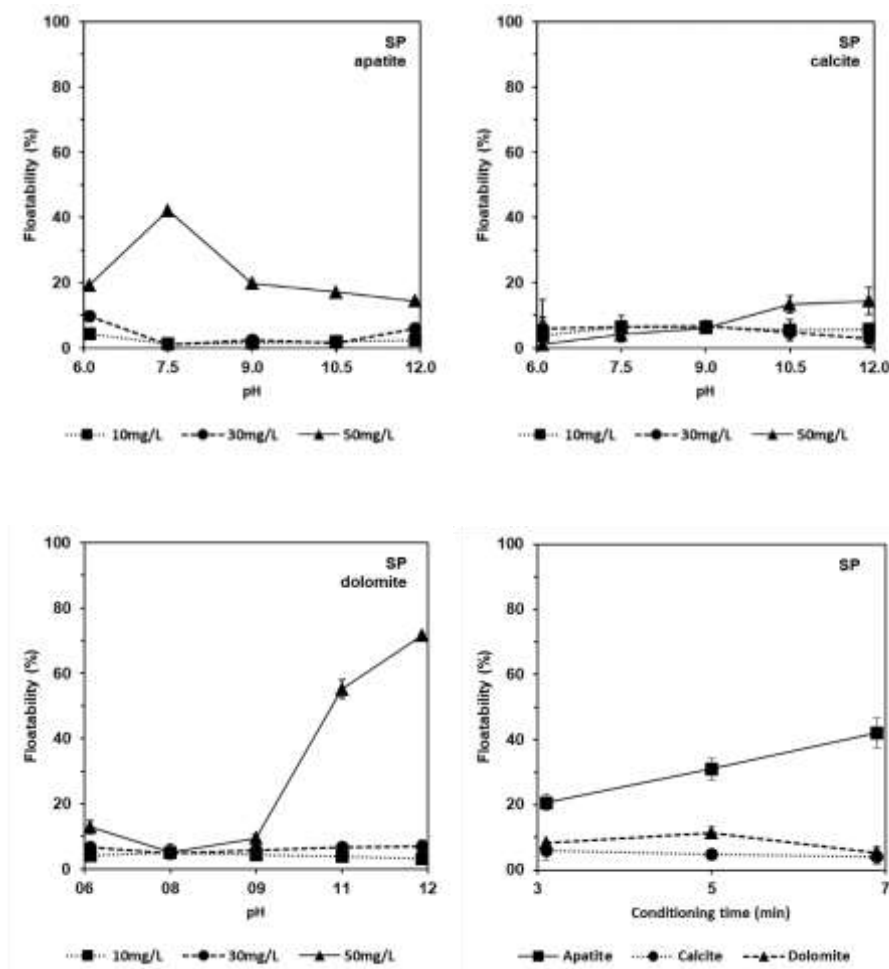 SP
apatite
100
80
60
40
20
0
Floatability (%)
6.0 7.5 9.0 10.5 12.0
pH
10mg/L 30mg/L 50mg/L
SP
calcite
100
80
60
40
20
0
Floatability (%)
6.0 7.5 9.0 10.5 12.0
pH
10mg/L 30mg/L 50mg/L
SP
dolomite
100
80
60
40
20
0
Floatability (%)
06 08 09 11 12
pH
10mg/L 30mg/L 50mg/L
SP
100
80
60
40
20
00
Floatability (%)
3 5 7
Conditioning time (min)
Apatite Calcite Dolomite